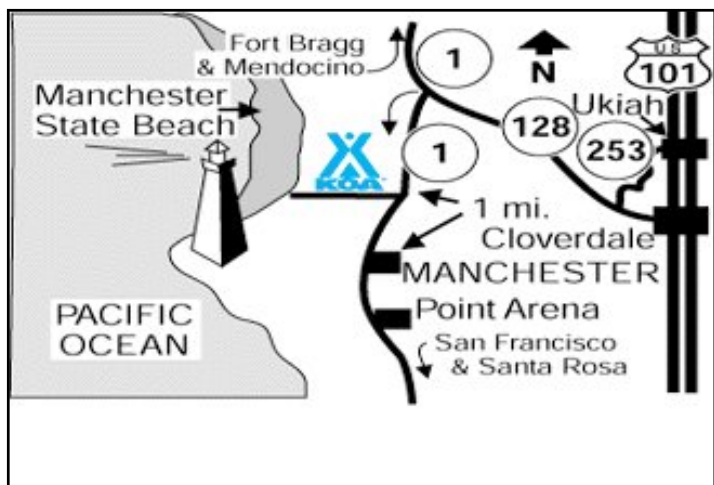 Fort Bragg
& Mendocino
1
N
U S
101
Manchester
State Beach
Ukiah
128
253
1
KOA
1 mi.
Cloverdale
MANCHESTER
Point Arena
PACIFIC
OCEAN
San Francisco
& Santa Rosa